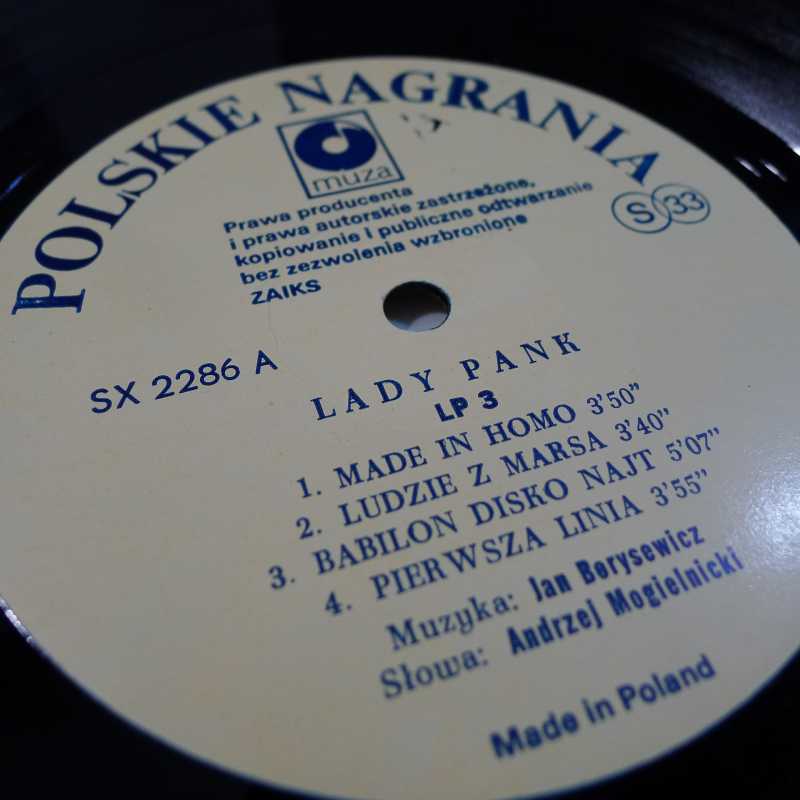 POLSKIE NAGRANIA
muza
Prawa producenta
i prawa autorskie zastrzeżone,
kopiowanie i publiczne odtwarzanie
bez zezwolenia wzbronione
ZAIKS
S 33
SX 2286 A
LADY PANK
LP 3
1. MADE IN HOMO 3'50"
2. LUDZIE Z MARSA 3'40"
3. BABILON DISKO NAJT 5'07"
4. PIERWSZA LINIA 3'55"
Muzyka: Jan Borysewicz
Słowa: Andrzej Mogielnicki
Made in Poland